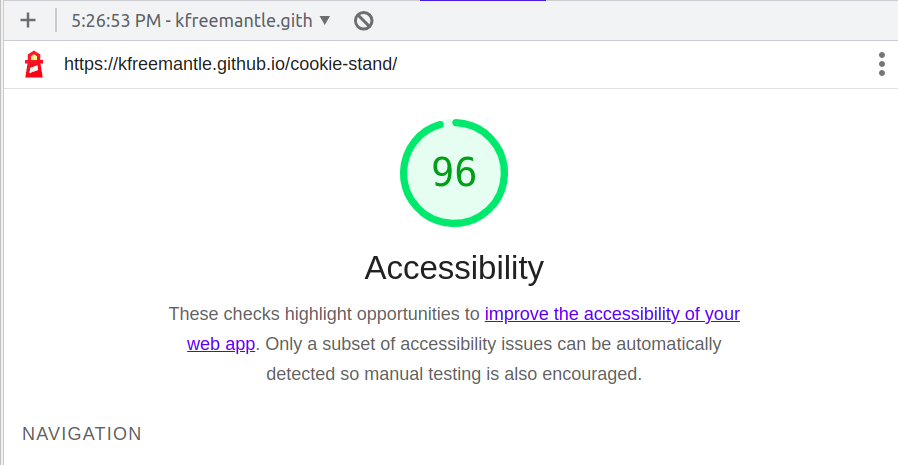 5:26:53 PM - kfreemantle.gith
https://kfreemantle.github.io/cookie-stand/
96
Accessibility
These checks highlight opportunities to improve the accessibility of your
web app. Only a subset of accessibility issues can be automatically
detected so manual testing is also encouraged.
NAVIGATION